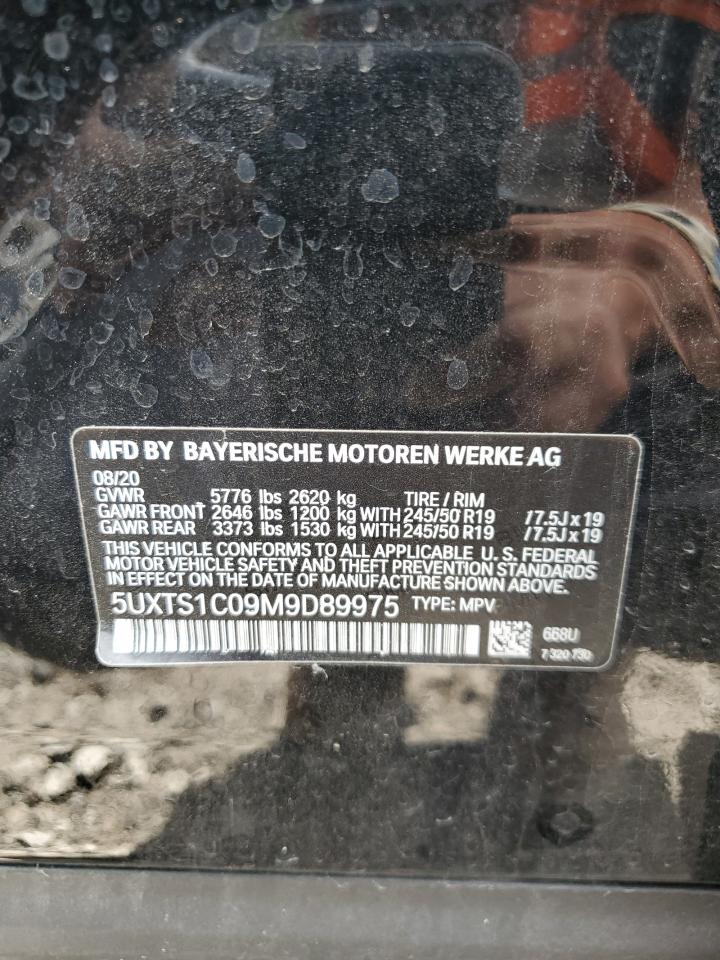 MFD BY BAYERISCHE MOTOREN WERKE AG
08/20
GVWR 5776 lbs 2620 kg TIRE / RIM
GAWR FRONT 2646 lbs 1200 kg WITH 245/50 R19 /7.5J x 19
GAWR REAR 3373 lbs 1530 kg WITH 245/50 R19 /7.5J x 19
THIS VEHICLE CONFORMS TO ALL APPLICABLE U. S. FEDERAL
MOTOR VEHICLE SAFETY AND THEFT PREVENTION STANDARDS
IN EFFECT ON THE DATE OF MANUFACTURE SHOWN ABOVE.
5UXTS1C09M9D89975 TYPE: MPV
668U
7 320 730